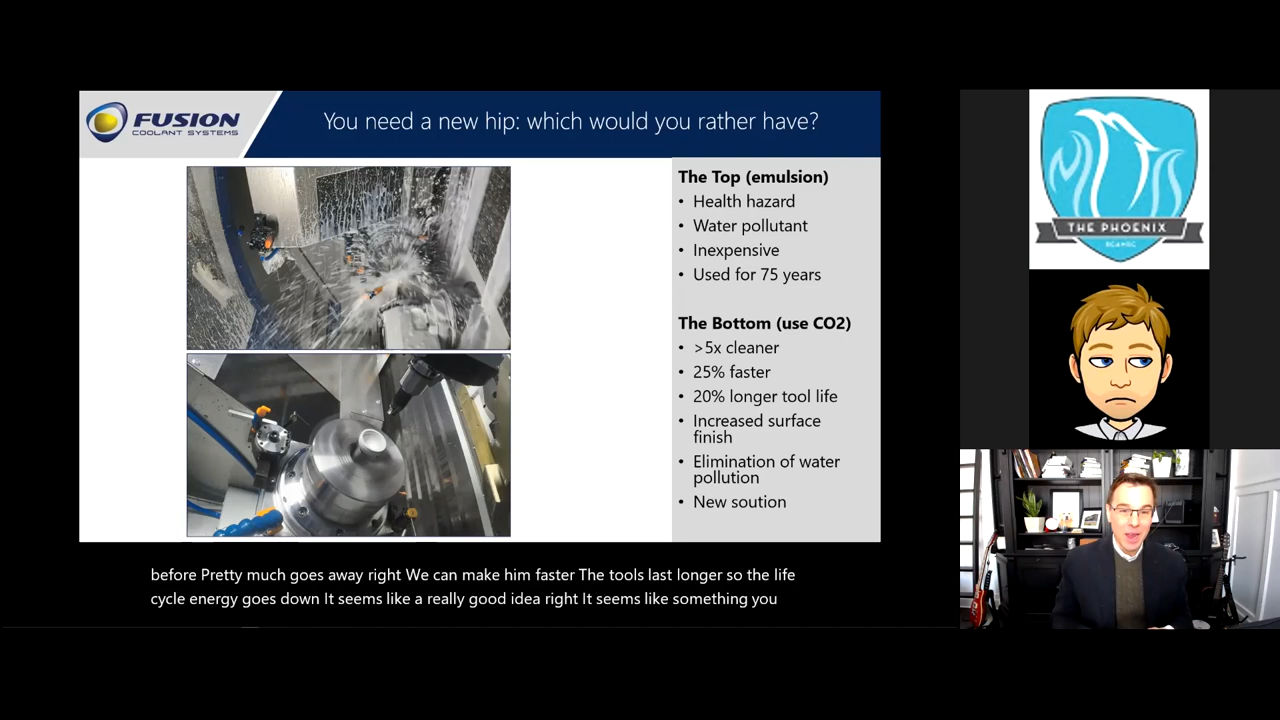 FUSION
COOLANT SYSTEMS
You need a new hip: which would you rather have?
The Top (emulsion)
• Health hazard
• Water pollutant
• Inexpensive
• Used for 75 years
The Bottom (use CO2)
• >5x cleaner
• 25% faster
• 20% longer tool life
• Increased surface
finish
• Elimination of water
pollution
• New soution
THE PHOENIX
before Pretty much goes away right We can make him faster The tools last longer so the life
cycle energy goes down It seems like a really good idea right It seems like something you